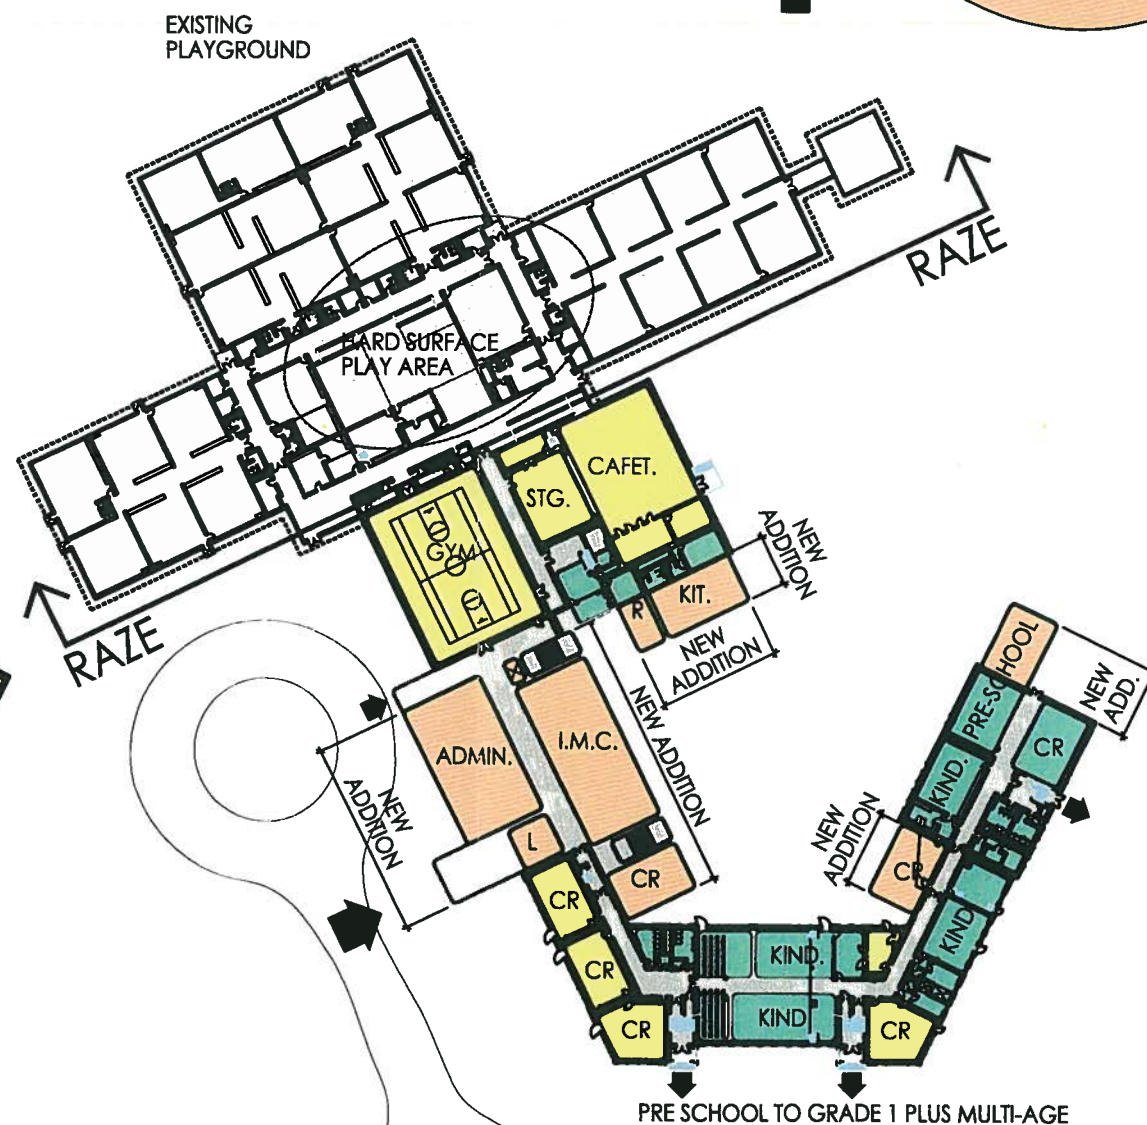 EXISTING
PLAYGROUND
RAZE
HARD SURFACE
PLAY AREA
CAFET.
STG.
GYM
NEW
ADDITION
KIT.
R
RAZE
NEW
ADDITION
PRE-SCHOOL
NEW
ADD.
NEW ADDITION
ADMIN.
I.M.C.
CR
KIND.
NEW
ADDITION
NEW
ADDITION
L
CR
CR
CR
KIND
CR
KIND.
CR
KIND
CR
PRE SCHOOL TO GRADE 1 PLUS MULTI-AGE